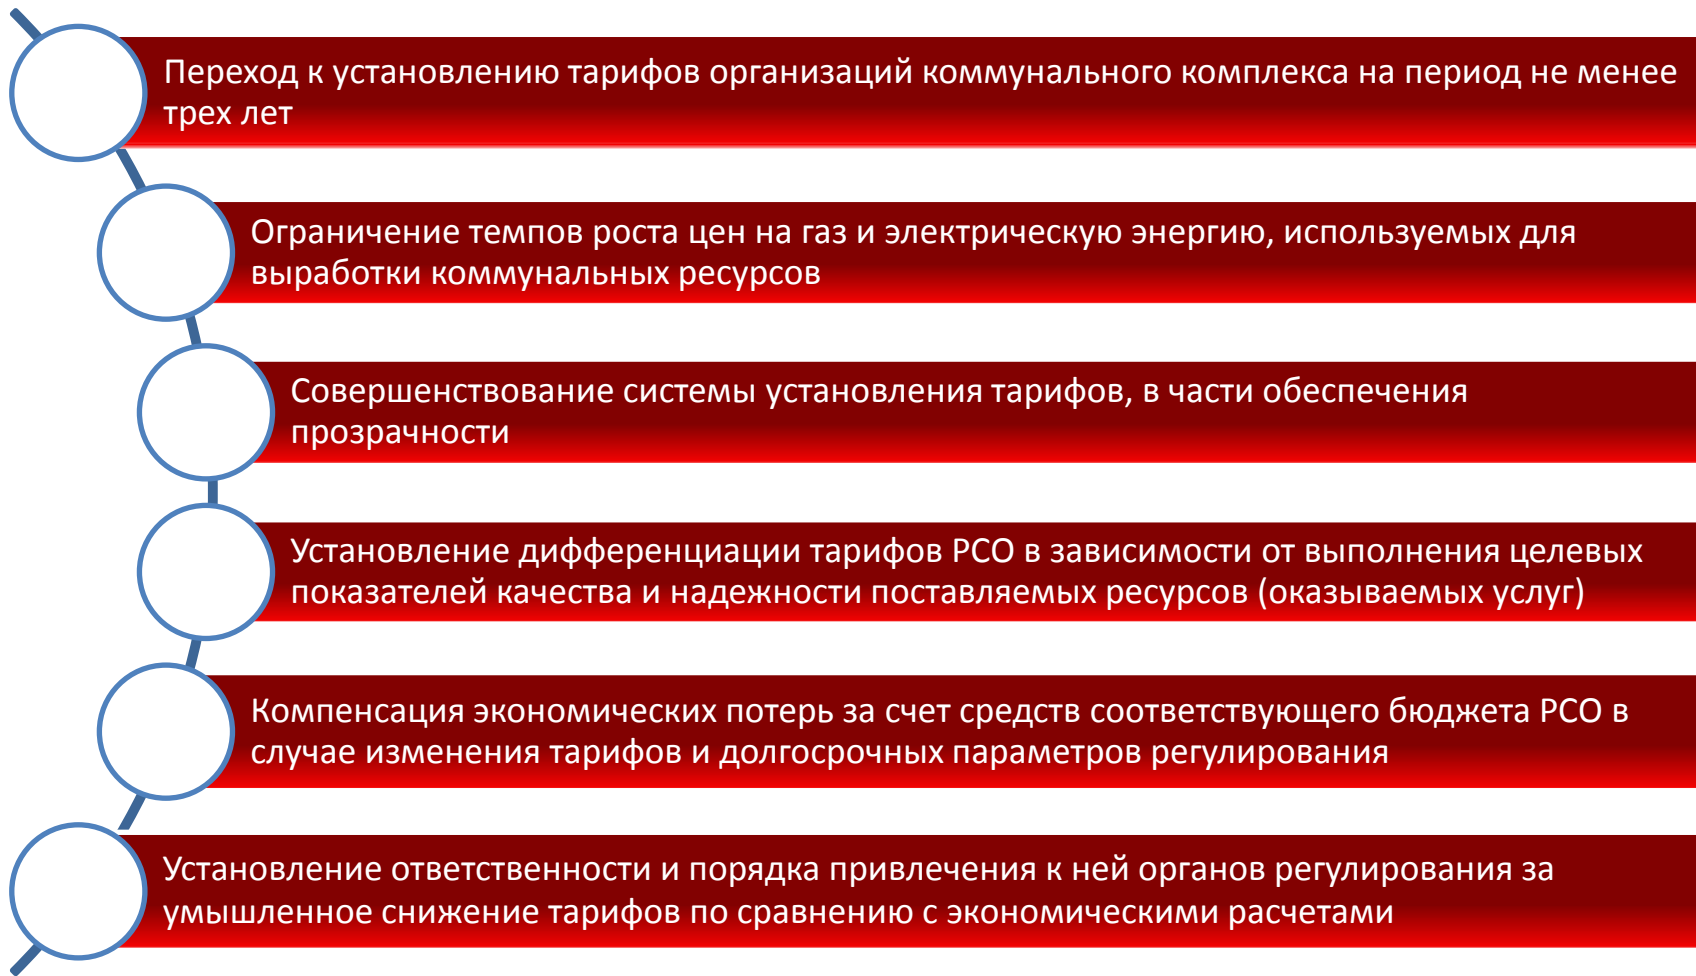 Переход к установлению тарифов организаций коммунального комплекса на период не менее
трех лет
Ограничение темпов роста цен на газ и электрическую энергию, используемых для
выработки коммунальных ресурсов
Совершенствование системы установления тарифов, в части обеспечения
прозрачности
Установление дифференциации тарифов РСО в зависимости от выполнения целевых
показателей качества и надежности поставляемых ресурсов (оказываемых услуг)
Компенсация экономических потерь за счет средств соответствующего бюджета РСО в
случае изменения тарифов и долгосрочных параметров регулирования
Установление ответственности и порядка привлечения к ней органов регулирования за
умышленное снижение тарифов по сравнению с экономическими расчетами